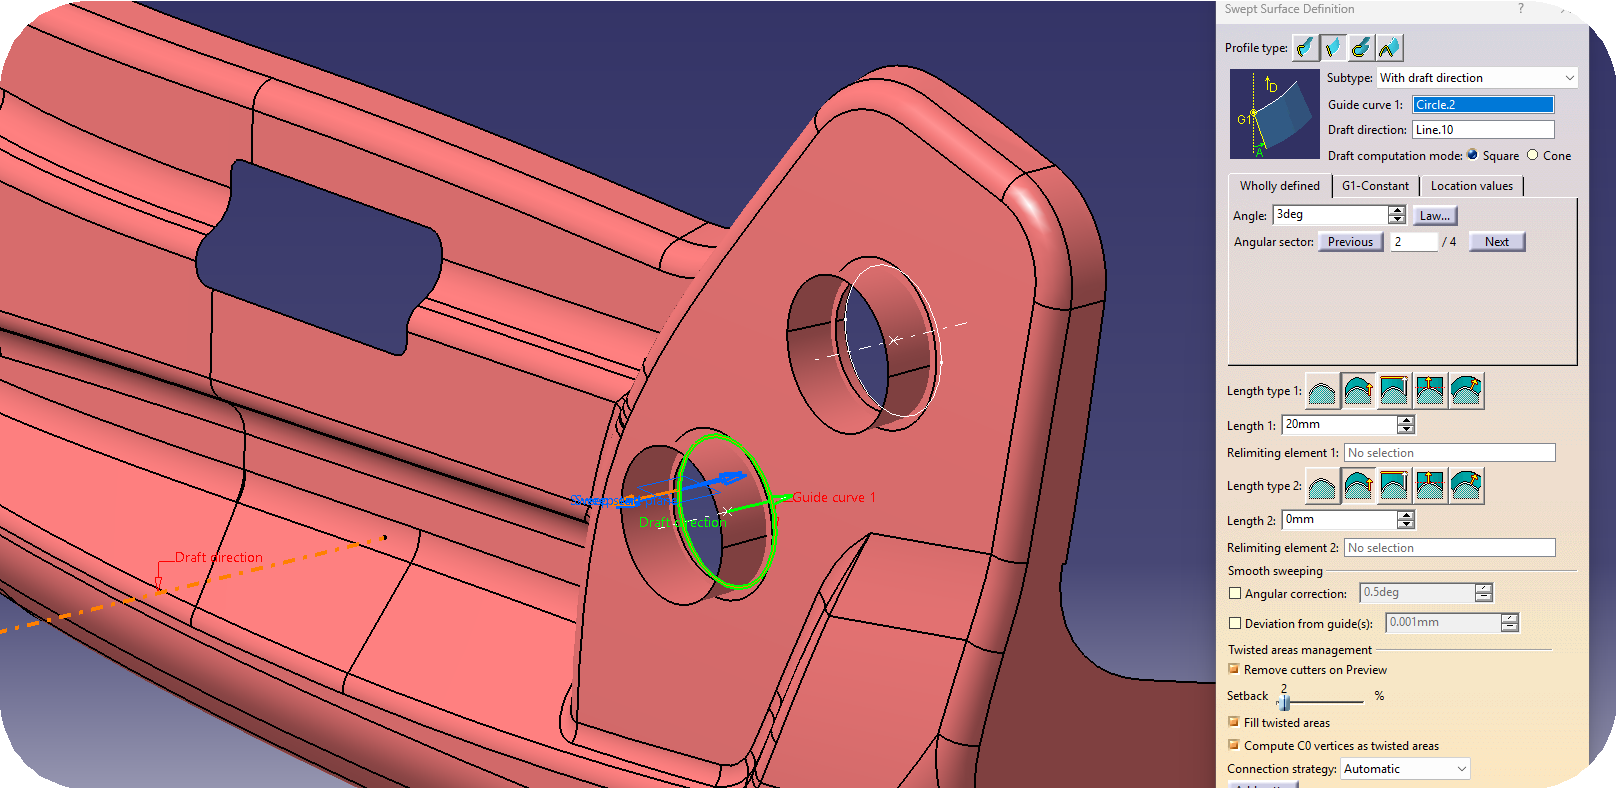 Swept Surface Definition ?
Profile type:
Subtype: With draft direction
Guide curve 1: Circle.2
Draft direction: Line.10
Draft computation mode: Square Cone
D
G1
A
Wholly defined G1-Constant Location values
Angle: 3deg Law...
Angular sector: Previous 2 / 4 Next
Length type 1:
Length 1: 20mm
Relimiting element 1: No selection
Length type 2:
Length 2: 0mm
Relimiting element 2: No selection
Smooth sweeping
Angular correction: 0.5deg
Deviation from guide(s): 0.001mm
Twisted areas management
Remove cutters on Preview
Setback 2 %
Fill twisted areas
Compute C0 vertices as twisted areas
Connection strategy: Automatic
Guide curve 1
Draft direction
Draft direction